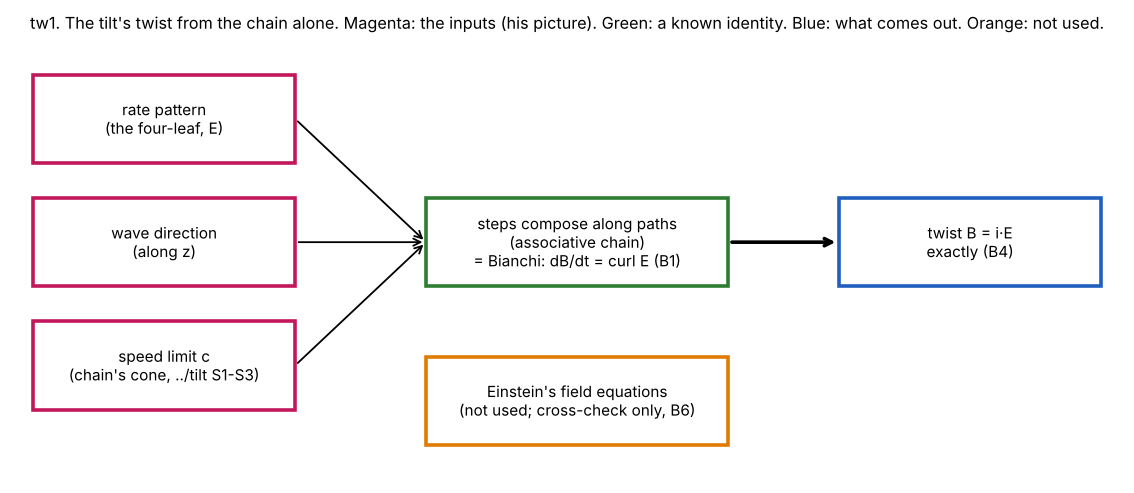 tw1. The tilt's twist from the chain alone. Magenta: the inputs (his picture). Green: a known identity. Blue: what comes out. Orange: not used.
rate pattern
(the four-leaf, E)
wave direction
(along z)
speed limit c
(chain's cone, ../tilt S1-S3)
steps compose along paths
(associative chain)
= Bianchi: dB/dt = curl E (B1)
Einstein's field equations
(not used; cross-check only, B6)
twist B = i·E
exactly (B4)